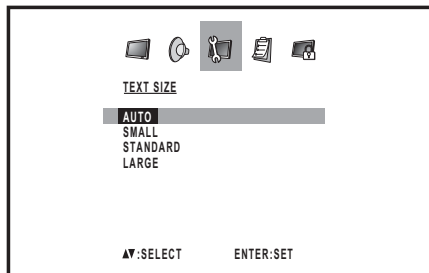 TEXT SIZE
AUTO
SMALL
STANDARD
LARGE
▲▼:SELECT ENTER:SET